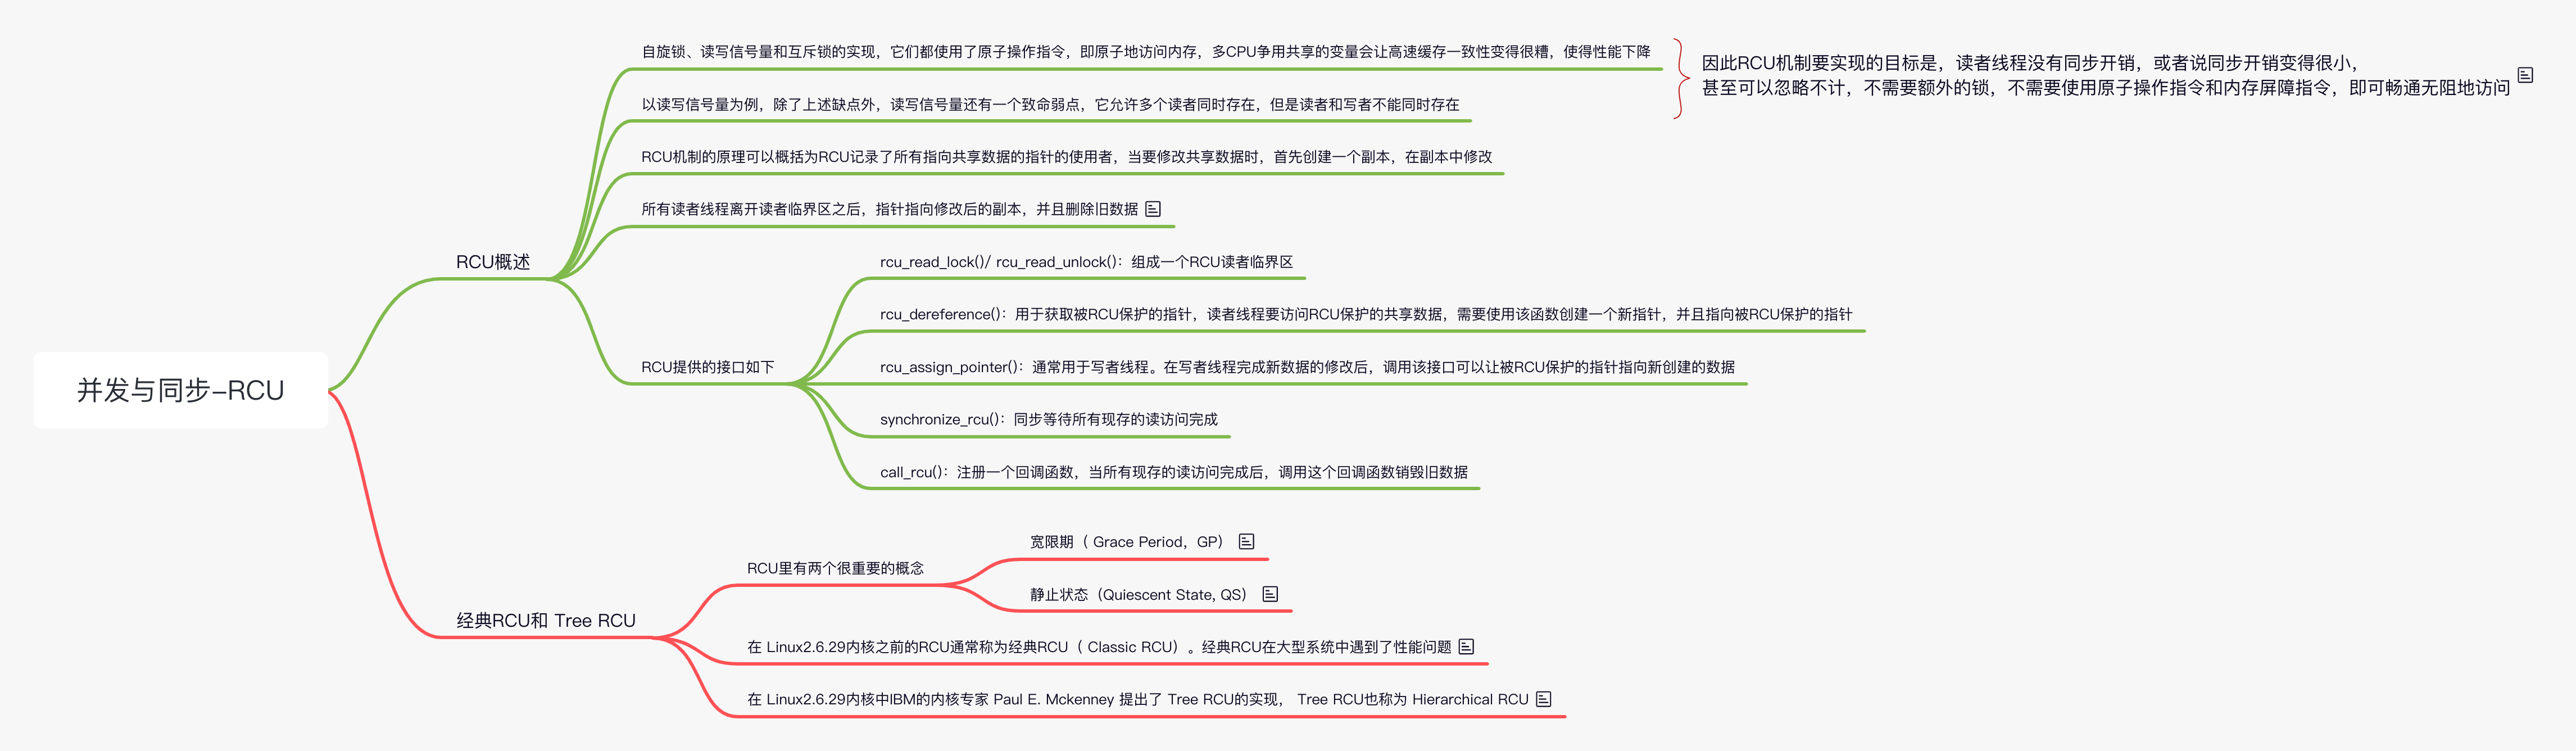 并发与同步-RCU
RCU概述
自旋锁、读写信号量和互斥锁的实现，它们都使用了原子操作指令，即原子地访问内存，多CPU争用共享的变量会让高速缓存一致性变得很糟，使得性能下降
以读写信号量为例，除了上述缺点外，读写信号量还有一个致命弱点，它允许多个读者同时存在，但是读者和写者不能同时存在
因此RCU机制要实现的目标是，读者线程没有同步开销，或者说同步开销变得很小，
甚至可以忽略不计，不需要额外的锁，不需要使用原子操作指令和内存屏障指令，即可畅通无阻地访问
RCU机制的原理可以概括为RCU记录了所有指向共享数据的指针的使用者，当要修改共享数据时，首先创建一个副本，在副本中修改
所有读者线程离开读者临界区之后，指针指向修改后的副本，并且删除旧数据
RCU提供的接口如下
rcu_read_lock()/ rcu_read_unlock()：组成一个RCU读者临界区
rcu_dereference()：用于获取被RCU保护的指针，读者线程要访问RCU保护的共享数据，需要使用该函数创建一个新指针，并且指向被RCU保护的指针
rcu_assign_pointer()：通常用于写者线程。在写者线程完成新数据的修改后，调用该接口可以让被RCU保护的指针指向新创建的数据
synchronize_rcu()：同步等待所有现存的读访问完成
call_rcu()：注册一个回调函数，当所有现存的读访问完成后，调用这个回调函数销毁旧数据
经典RCU和 Tree RCU
RCU里有两个很重要的概念
宽限期（ Grace Period，GP）
静止状态（Quiescent State, QS）
在 Linux2.6.29内核之前的RCU通常称为经典RCU（ Classic RCU）。经典RCU在大型系统中遇到了性能问题
在 Linux2.6.29内核中IBM的内核专家 Paul E. Mckenney 提出了 Tree RCU的实现， Tree RCU也称为 Hierarchical RCU